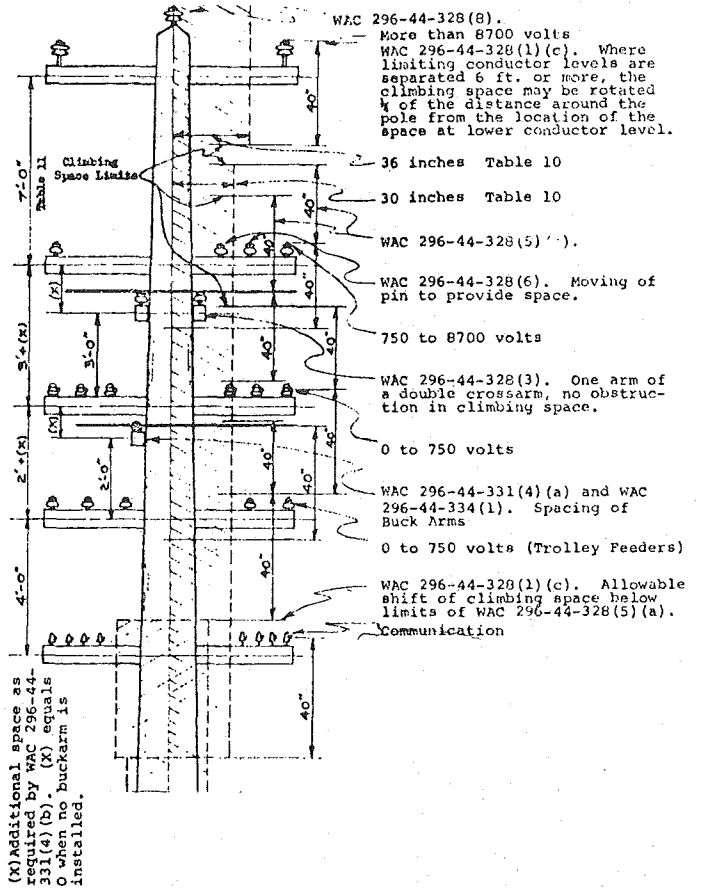 WAC 296-44-328(8).
More than 8700 volts
WAC 296-44-328(1)(c). Where
limiting conductor levels are
separated 6 ft. or more, the
climbing space may be rotated
¼ of the distance around the
pole from the location of the
space at lower conductor level.
40"
Climbing
Space Limits
7'-0"
Table 11
36 inches Table 10
30 inches Table 10
40"
40"
WAC 296-44-328(5)
WAC 296-44-328(6). Moving of
pin to provide space.
(X)
40"
750 to 8700 volts
3'+(X)
3'-0"
40"
40"
WAC 296-44-328(3). One arm of
a double crossarm, no obstruc-
tion in climbing space.
(X)
0 to 750 volts
2'+(X)
2'-0"
40"
40"
40"
WAC 296-44-331(4)(a) and WAC
296-44-334(1). Spacing of
Buck Arms
0 to 750 volts (Trolley Feeders)
4'-0"
40"
WAC 296-44-328(1)(c). Allowable
shift of climbing space below
limits of WAC 296-44-328(5)(a).
Communication
40"
(X)Additional space as
required by WAC 296-44-
331(4)(b). (X) equals
0 when no buckarm is
installed.